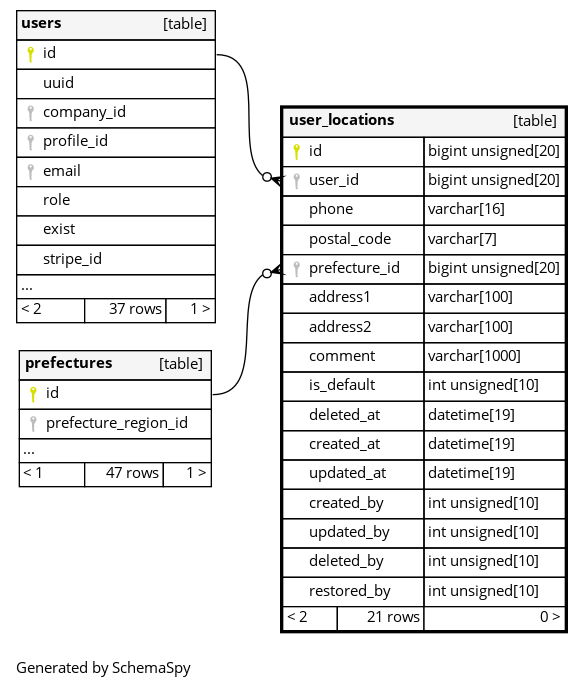 users [table]
id
uuid
company_id
profile_id
email
role
exist
stripe_id
...
< 2 37 rows 1 >
prefectures [table]
id
prefecture_region_id
...
< 1 47 rows 1 >
user_locations [table]
id bigint unsigned[20]
user_id bigint unsigned[20]
phone varchar[16]
postal_code varchar[7]
prefecture_id bigint unsigned[20]
address1 varchar[100]
address2 varchar[100]
comment varchar[1000]
is_default int unsigned[10]
deleted_at datetime[19]
created_at datetime[19]
updated_at datetime[19]
created_by int unsigned[10]
updated_by int unsigned[10]
deleted_by int unsigned[10]
restored_by int unsigned[10]
< 2 21 rows 0 >
Generated by SchemaSpy